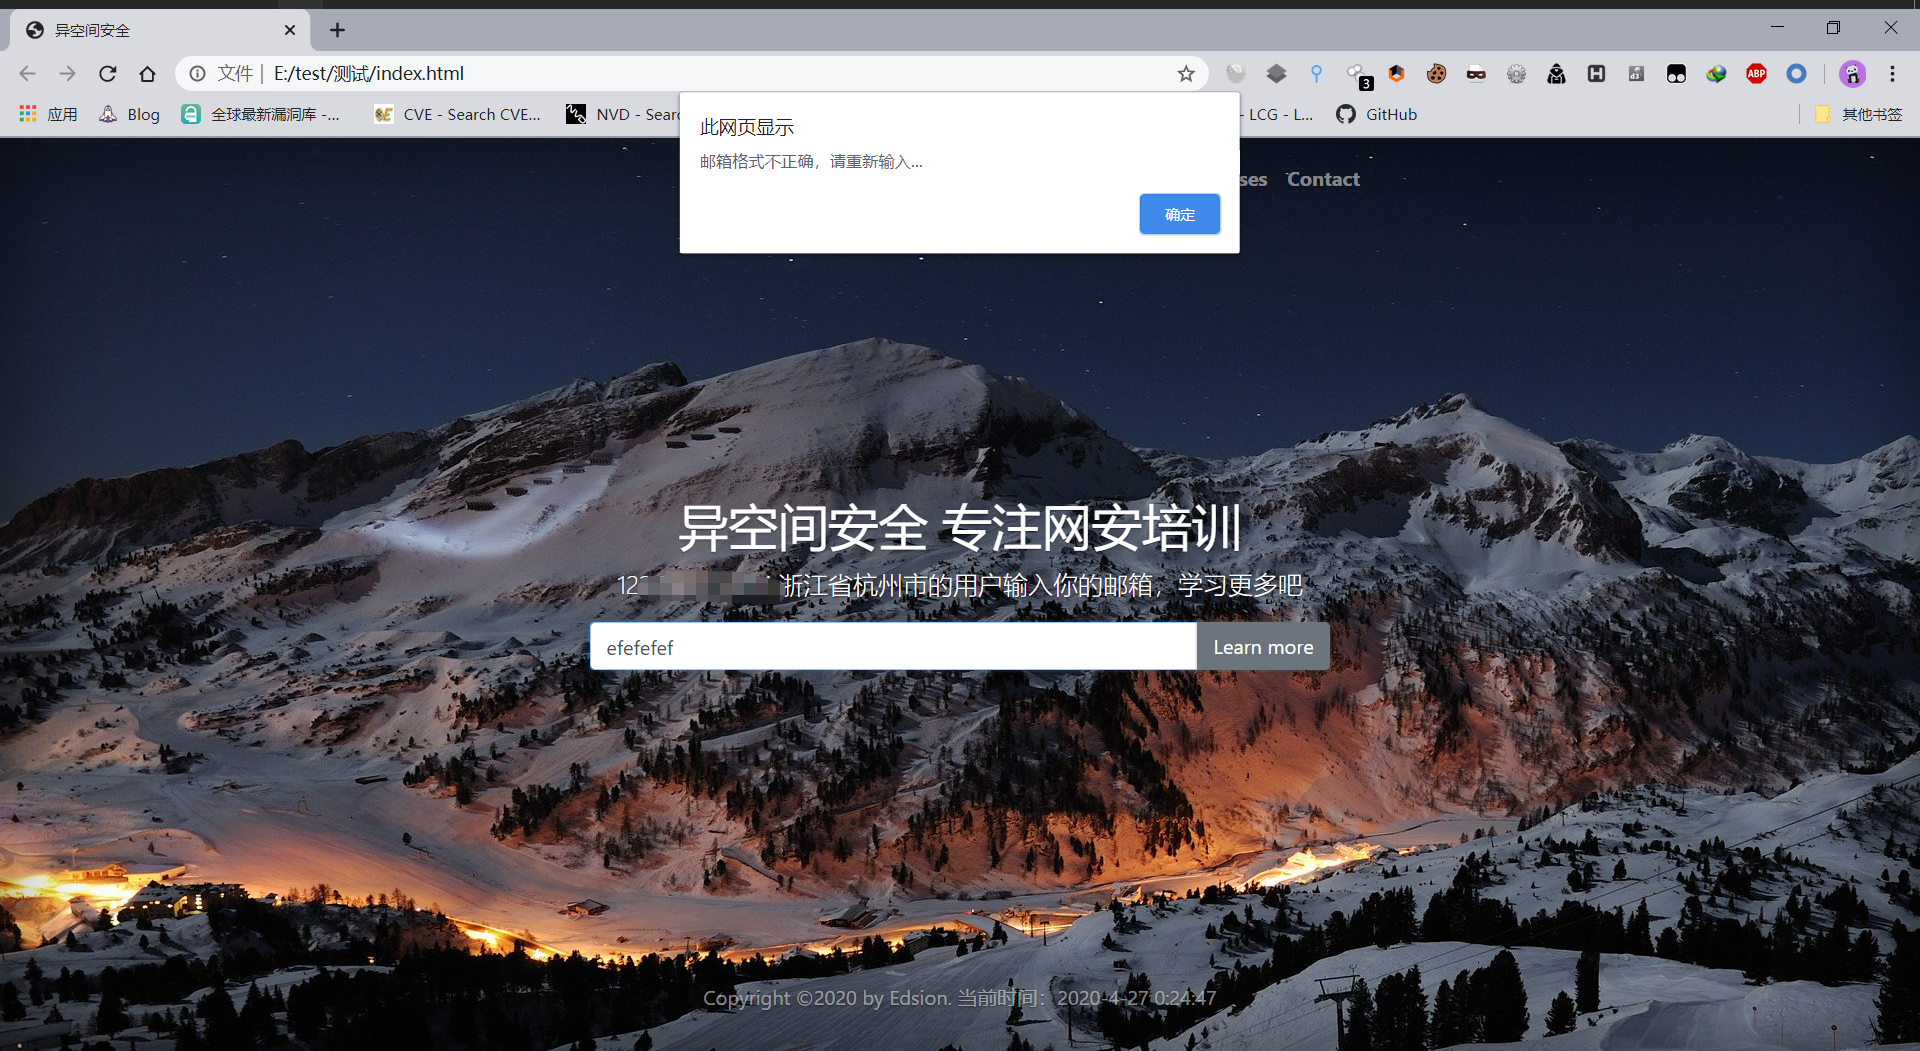 异空间安全
文件 | E:/test/测试/index.html
3
ABP
应用
Blog
全球最新漏洞库 -...
CVE - Search CVE...
NVD - Sear
- LCG - L...
GitHub
其他书签
此网页显示
邮箱格式不正确，请重新输入...
确定
ses
Contact
异空间安全 专注网安培训
12 浙江省杭州市的用户输入你的邮箱，学习更多吧
efefefef
Learn more
Copyright ©2020 by Edsion. 当前时间：2020-4-27 0:24:47